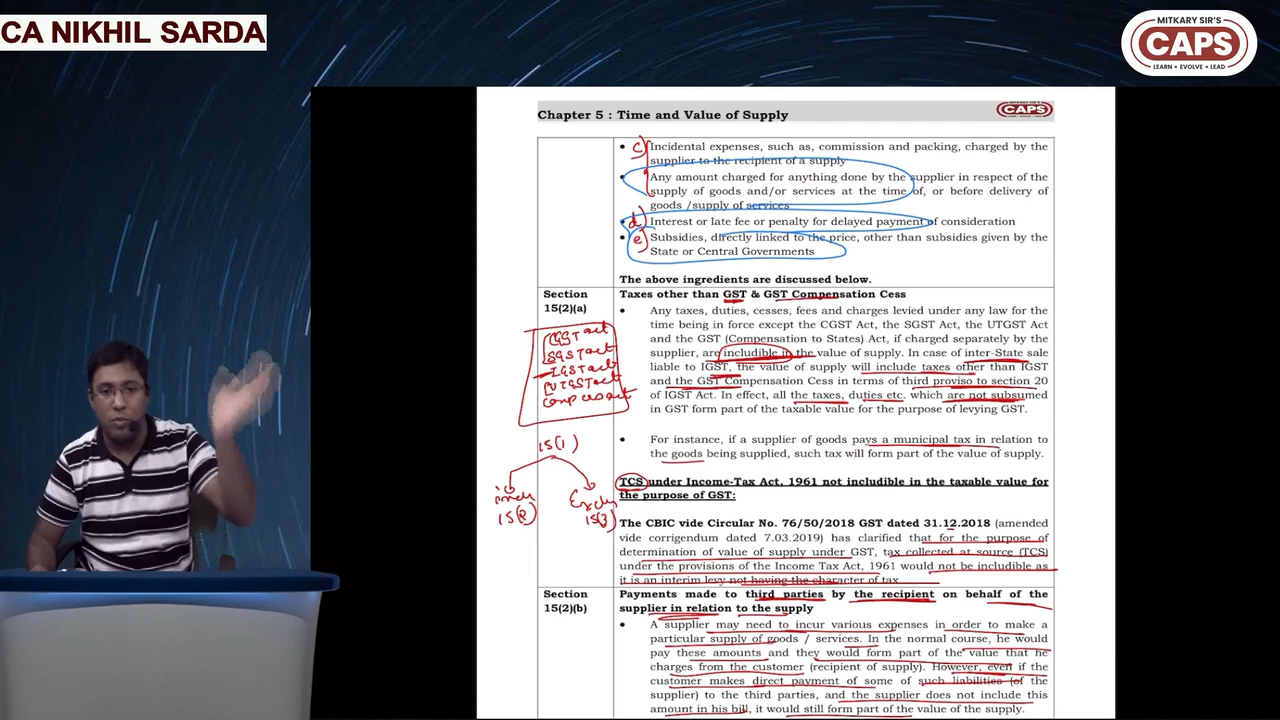 CA NIKHIL SARDA
MITKARY SIR'S
CAPS
LEARN • EVOLVE • LEAD
Chapter 5 : Time and Value of Supply
CAPS
c)
• Incidental expenses, such as, commission and packing, charged by the
supplier to the recipient of a supply
• Any amount charged for anything done by the supplier in respect of the
supply of goods and/or services at the time of, or before delivery of
goods /supply of services
d)
• Interest or late fee or penalty for delayed payment of consideration
e)
• Subsidies, directly linked to the price, other than subsidies given by the
State or Central Governments
The above ingredients are discussed below.
Section
15(2)(a)
Taxes other than GST & GST Compensation Cess
• Any taxes, duties, cesses, fees and charges levied under any law for the
time being in force except the CGST Act, the SGST Act, the UTGST Act
and the GST (Compensation to States) Act, if charged separately by the
supplier, are includible in the value of supply. In case of inter-State sale
liable to IGST, the value of supply will include taxes other than IGST
and the GST Compensation Cess in terms of third proviso to section 20
of IGST Act. In effect, all the taxes, duties etc. which are not subsumed
in GST form part of the taxable value for the purpose of levying GST.
CGST act
SGST act
IGST act
UTGST act
15(1)
15(2)
15(3)
• For instance, if a supplier of goods pays a municipal tax in relation to
the goods being supplied, such tax will form part of the value of supply.
TCS under Income-Tax Act, 1961 not includible in the taxable value for
the purpose of GST:
The CBIC vide Circular No. 76/50/2018 GST dated 31.12.2018 (amended
vide corrigendum dated 7.03.2019) has clarified that for the purpose of
determination of value of supply under GST, tax collected at source (TCS)
under the provisions of the Income Tax Act, 1961 would not be includible as
it is an interim levy not having the character of tax
Section
15(2)(b)
Payments made to third parties by the recipient on behalf of the
supplier in relation to the supply
• A supplier may need to incur various expenses in order to make a
particular supply of goods / services. In the normal course, he would
pay these amounts and they would form part of the value that he
charges from the customer (recipient of supply). However, even if the
customer makes direct payment of some of such liabilities (of the
supplier) to the third parties, and the supplier does not include this
amount in his bill, it would still form part of the value of the supply.